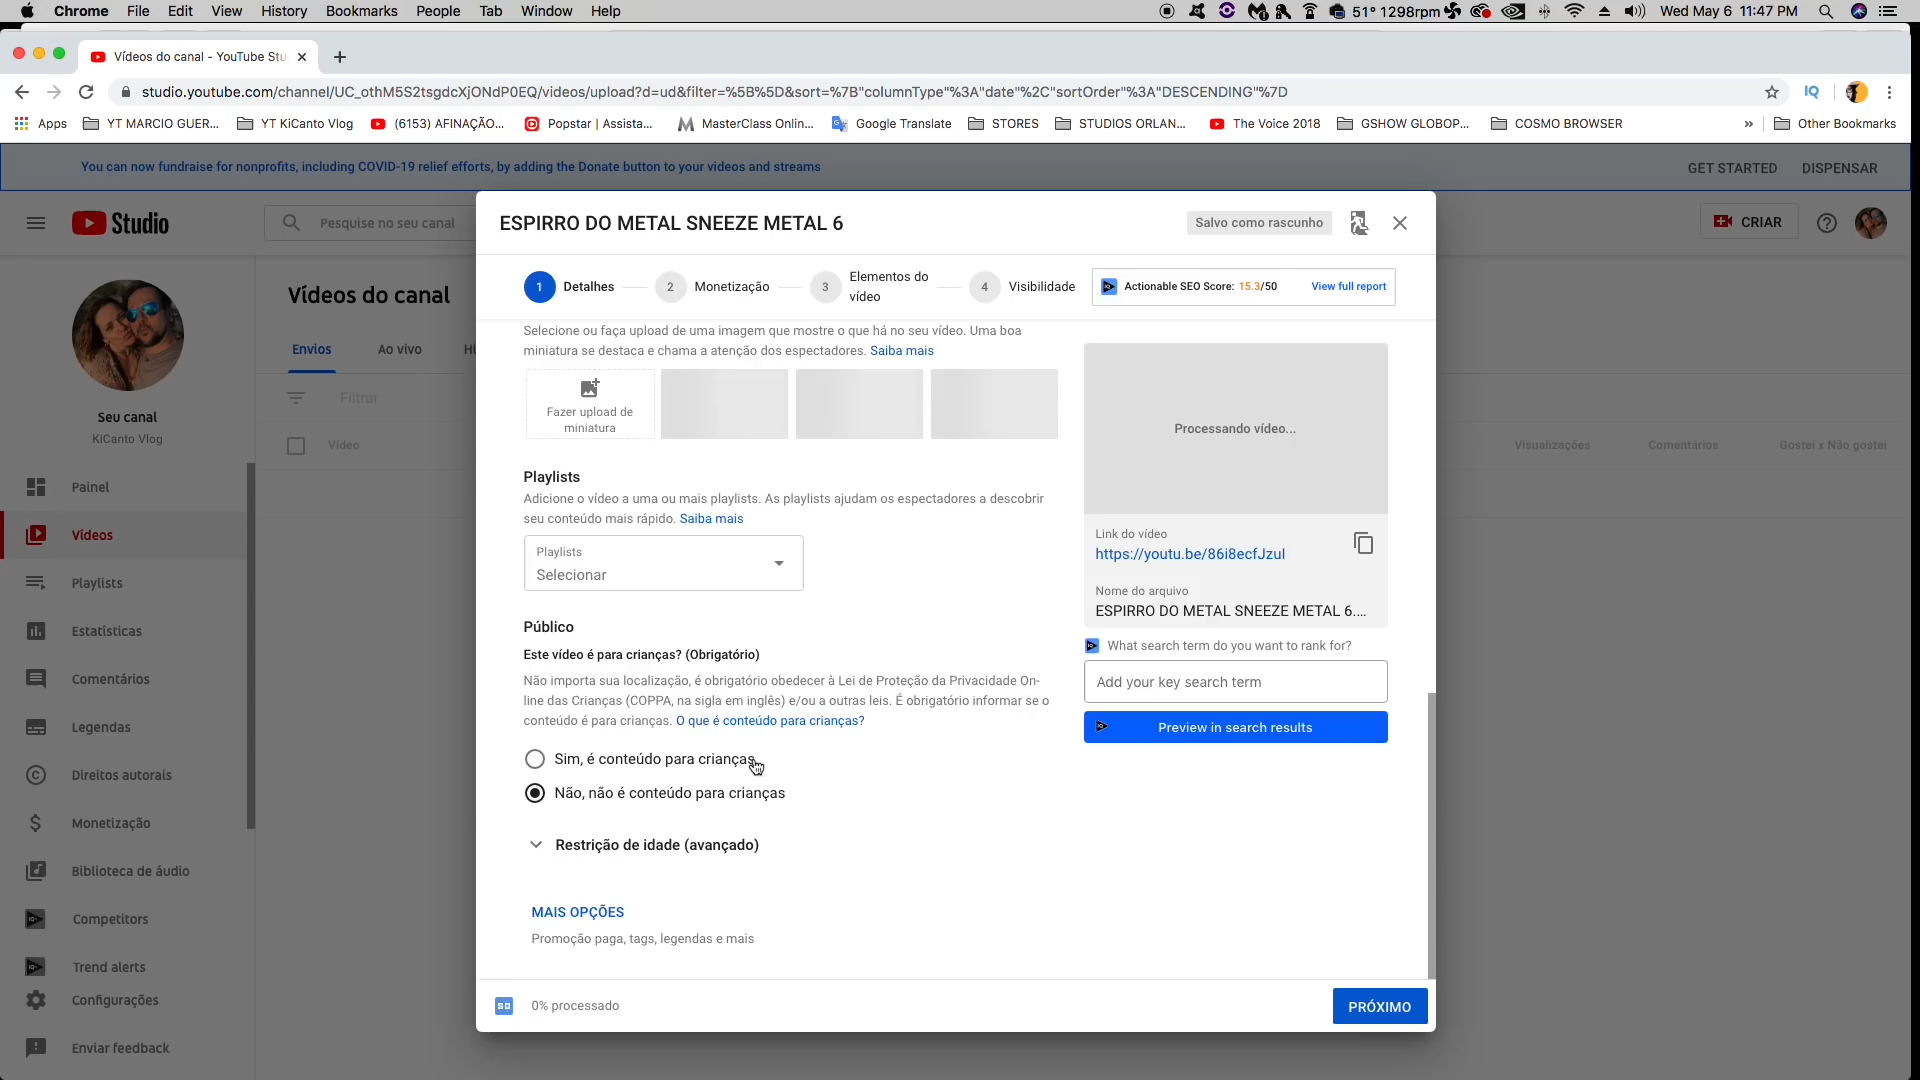 Chrome File Edit View History Bookmarks People Tab Window Help 51° 1298rpm Wed May 6 11:47 PM
Vídeos do canal - YouTube Stu
studio.youtube.com/channel/UC_othM5S2tsgdcXjONdP0EQ/videos/upload?d=ud&filter=%5B%5D&sort=%7B"columnType"%3A"date"%2C"sortOrder"%3A"DESCENDING"%7D
Apps YT MARCIO GUER... YT KiCanto Vlog (6153) AFINAÇÃO... Popstar | Assista... MasterClass Onlin... Google Translate STORES STUDIOS ORLAN... The Voice 2018 GSHOW GLOBOP... COSMO BROWSER » Other Bookmarks
You can now fundraise for nonprofits, including COVID-19 relief efforts, by adding the Donate button to your videos and streams GET STARTED DISPENSAR
Studio Pesquise no seu canal CRIAR
ESPIRRO DO METAL SNEEZE METAL 6 Salvo como rascunho
1 Detalhes 2 Monetização 3 Elementos do vídeo 4 Visibilidade
Actionable SEO Score: 15.3/50 View full report
Vídeos do canal
Envios Ao vivo
Filtrar
Vídeo Visualizações Comentários Gostei x Não gostei
Seu canal
KiCanto Vlog
Painel
Vídeos
Playlists
Estatísticas
Comentários
Legendas
Direitos autorais
Monetização
Biblioteca de áudio
Competitors
Trend alerts
Configurações
Enviar feedback
Selecione ou faça upload de uma imagem que mostre o que há no seu vídeo. Uma boa
miniatura se destaca e chama a atenção dos espectadores. Saiba mais
Fazer upload de
miniatura
Playlists
Adicione o vídeo a uma ou mais playlists. As playlists ajudam os espectadores a descobrir
seu conteúdo mais rápido. Saiba mais
Playlists
Selecionar
Público
Este vídeo é para crianças? (Obrigatório)
Não importa sua localização, é obrigatório obedecer à Lei de Proteção da Privacidade On-
line das Crianças (COPPA, na sigla em inglês) e/ou a outras leis. É obrigatório informar se o
conteúdo é para crianças. O que é conteúdo para crianças?
Sim, é conteúdo para crianças
Não, não é conteúdo para crianças
Restrição de idade (avançado)
MAIS OPÇÕES
Promoção paga, tags, legendas e mais
Processando vídeo...
Link do vídeo
https://youtu.be/86i8ecfJzuI
Nome do arquivo
ESPIRRO DO METAL SNEEZE METAL 6....
What search term do you want to rank for?
Add your key search term
Preview in search results
SD 0% processado
PRÓXIMO